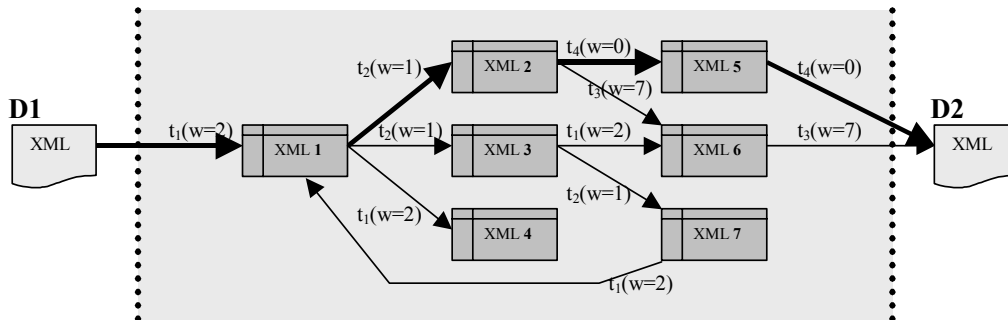 D1
XML
t1(w=2)
XML 1
t2(w=1)
t2(w=1)
t1(w=2)
XML 2
XML 3
XML 4
t4(w=0)
t3(w=7)
t1(w=2)
t2(w=1)
t1(w=2)
XML 5
XML 6
XML 7
t4(w=0)
t3(w=7)
D2
XML